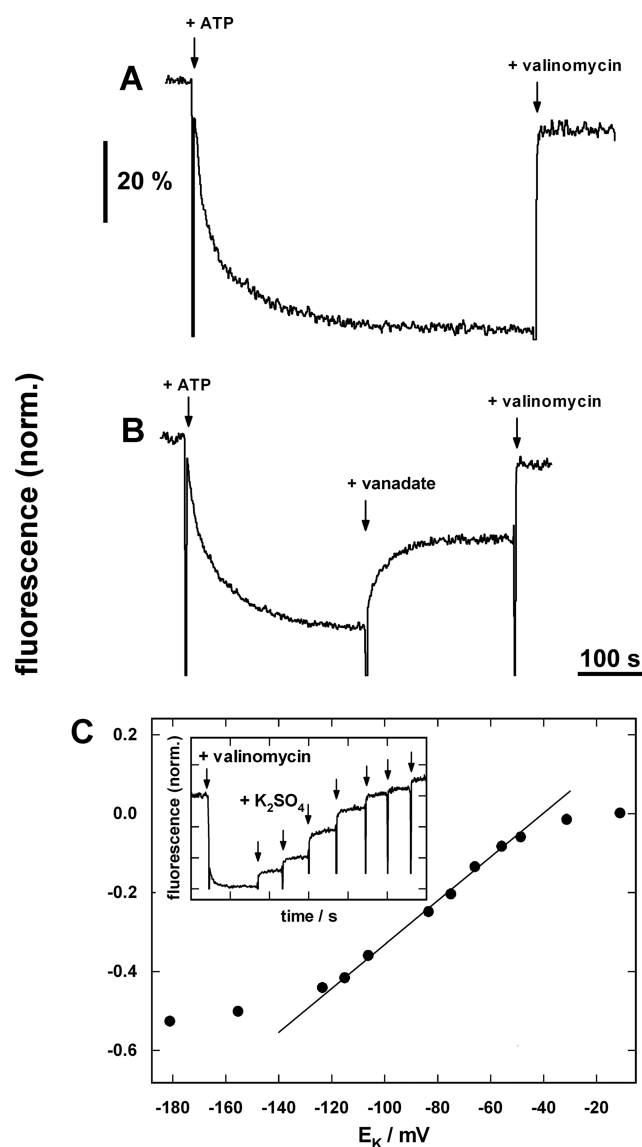 + ATP
A
+ valinomycin
20 %
+ ATP
B
+ valinomycin
+ vanadate
fluorescence (norm.)
100 s
C
0.2
0.0
-0.2
-0.4
-0.6
fluorescence (norm.)
+ valinomycin
+ K₂SO₄
time / s
-180 -160 -140 -120 -100 -80 -60 -40 -20
E_K / mV